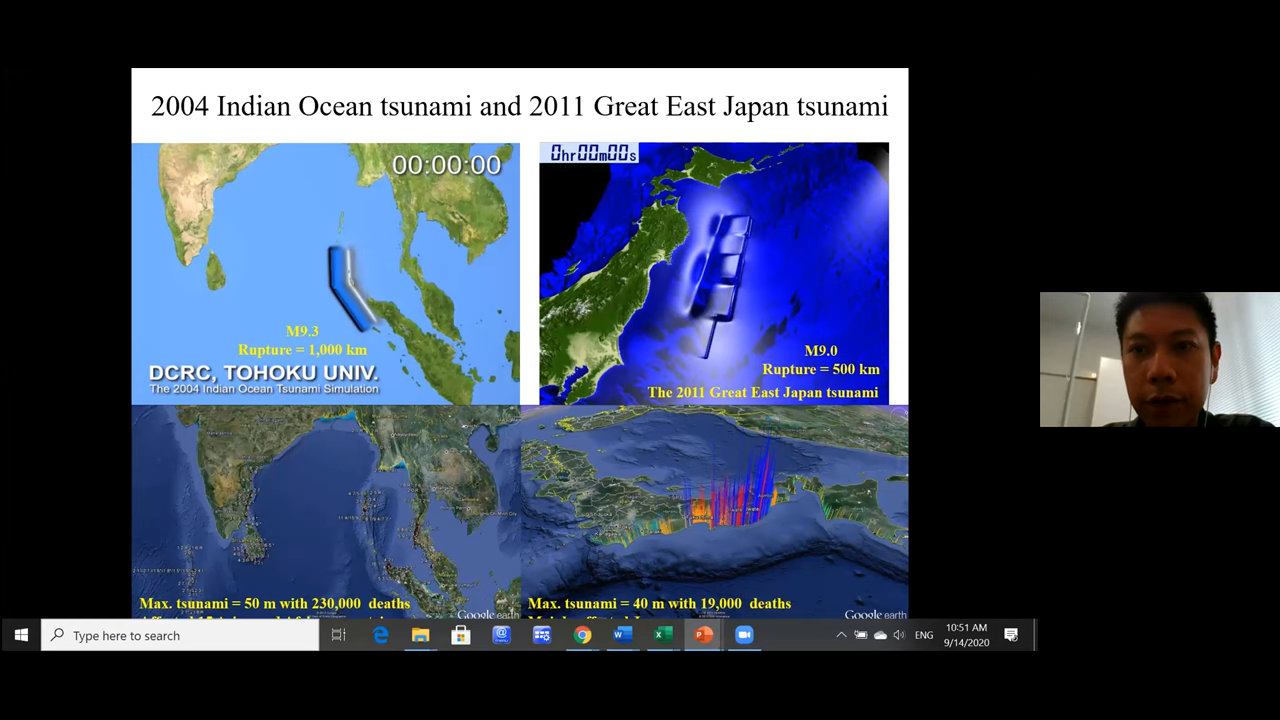 2004 Indian Ocean tsunami and 2011 Great East Japan tsunami
00:00:00
M9.3
Rupture = 1,000 km
DCRC, TOHOKU UNIV.
The 2004 Indian Ocean Tsunami Simulation
0hr00m00s
M9.0
Rupture = 500 km
The 2011 Great East Japan tsunami
Max. tsunami = 50 m with 230,000 deaths
Google earth
Max. tsunami = 40 m with 19,000 deaths
Google earth
Type here to search
ENG
10:51 AM
9/14/2020